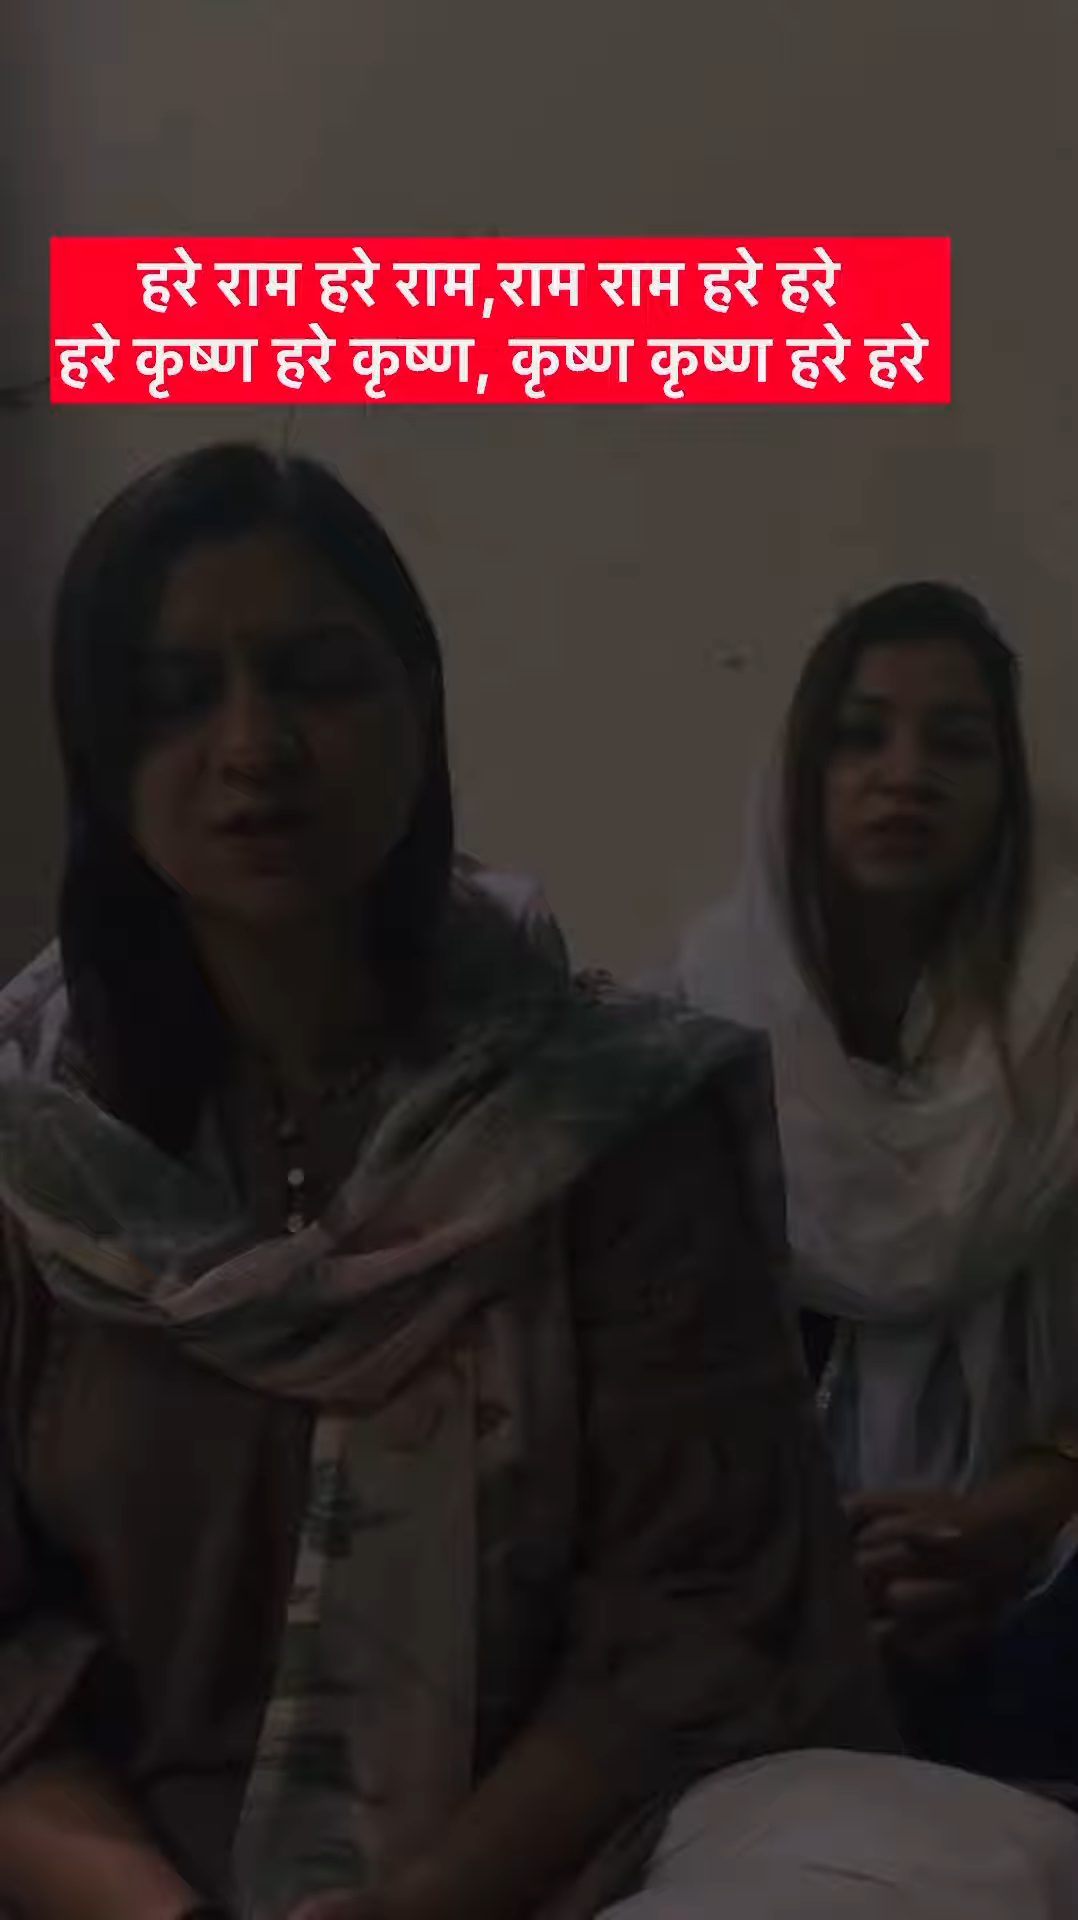 हरे राम हरे राम,राम राम हरे हरे
हरे कृष्ण हरे कृष्ण, कृष्ण कृष्ण हरे हरे